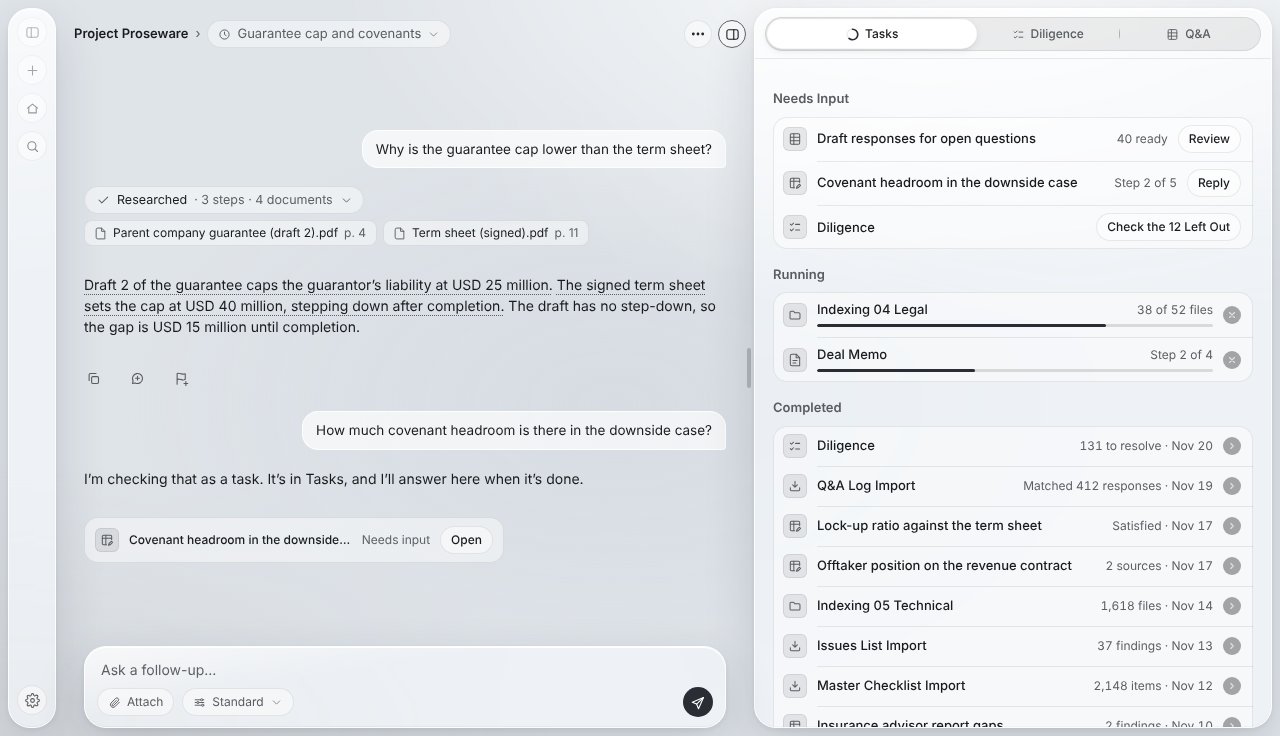 Project Proseware › Guarantee cap and covenants
Why is the guarantee cap lower than the term sheet?
Researched · 3 steps · 4 documents
Parent company guarantee (draft 2).pdf p. 4
Term sheet (signed).pdf p. 11
Draft 2 of the guarantee caps the guarantor’s liability at USD 25 million. The signed term sheet
sets the cap at USD 40 million, stepping down after completion. The draft has no step-down, so
the gap is USD 15 million until completion.
How much covenant headroom is there in the downside case?
I’m checking that as a task. It’s in Tasks, and I’ll answer here when it’s done.
Covenant headroom in the downside... Needs input Open
Ask a follow-up...
Attach Standard
Tasks Diligence Q&A
Needs Input
Draft responses for open questions 40 ready Review
Covenant headroom in the downside case Step 2 of 5 Reply
Diligence Check the 12 Left Out
Running
Indexing 04 Legal 38 of 52 files
Deal Memo Step 2 of 4
Completed
Diligence 131 to resolve · Nov 20
Q&A Log Import Matched 412 responses · Nov 19
Lock-up ratio against the term sheet Satisfied · Nov 17
Offtaker position on the revenue contract 2 sources · Nov 17
Indexing 05 Technical 1,618 files · Nov 14
Issues List Import 37 findings · Nov 13
Master Checklist Import 2,148 items · Nov 12
Insurance advisor report gaps 2 findings · Nov 10